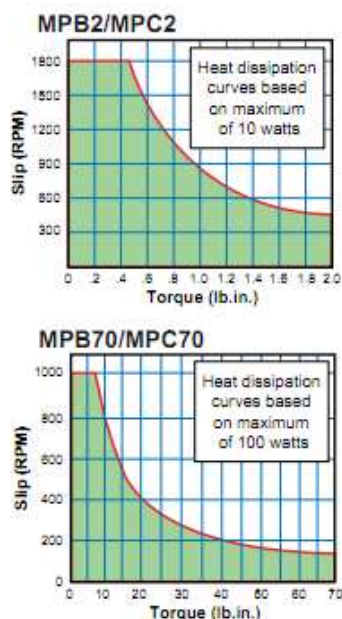 MPB2/MPC2
1800
1500
1200
900
600
300
Slip (RPM)
Heat dissipation
curves based
on maximum
of 10 watts
0 .2 .4 .6 .8 1.0 1.2 1.4 1.6 1.8 2.0
Torque (lb.in.)
MPB70/MPC70
1000
800
600
400
200
0
Slip (RPM)
Heat dissipation
curves based
on maximum
of 100 watts
0 10 20 30 40 50 60 70
Torque (lb.in.)